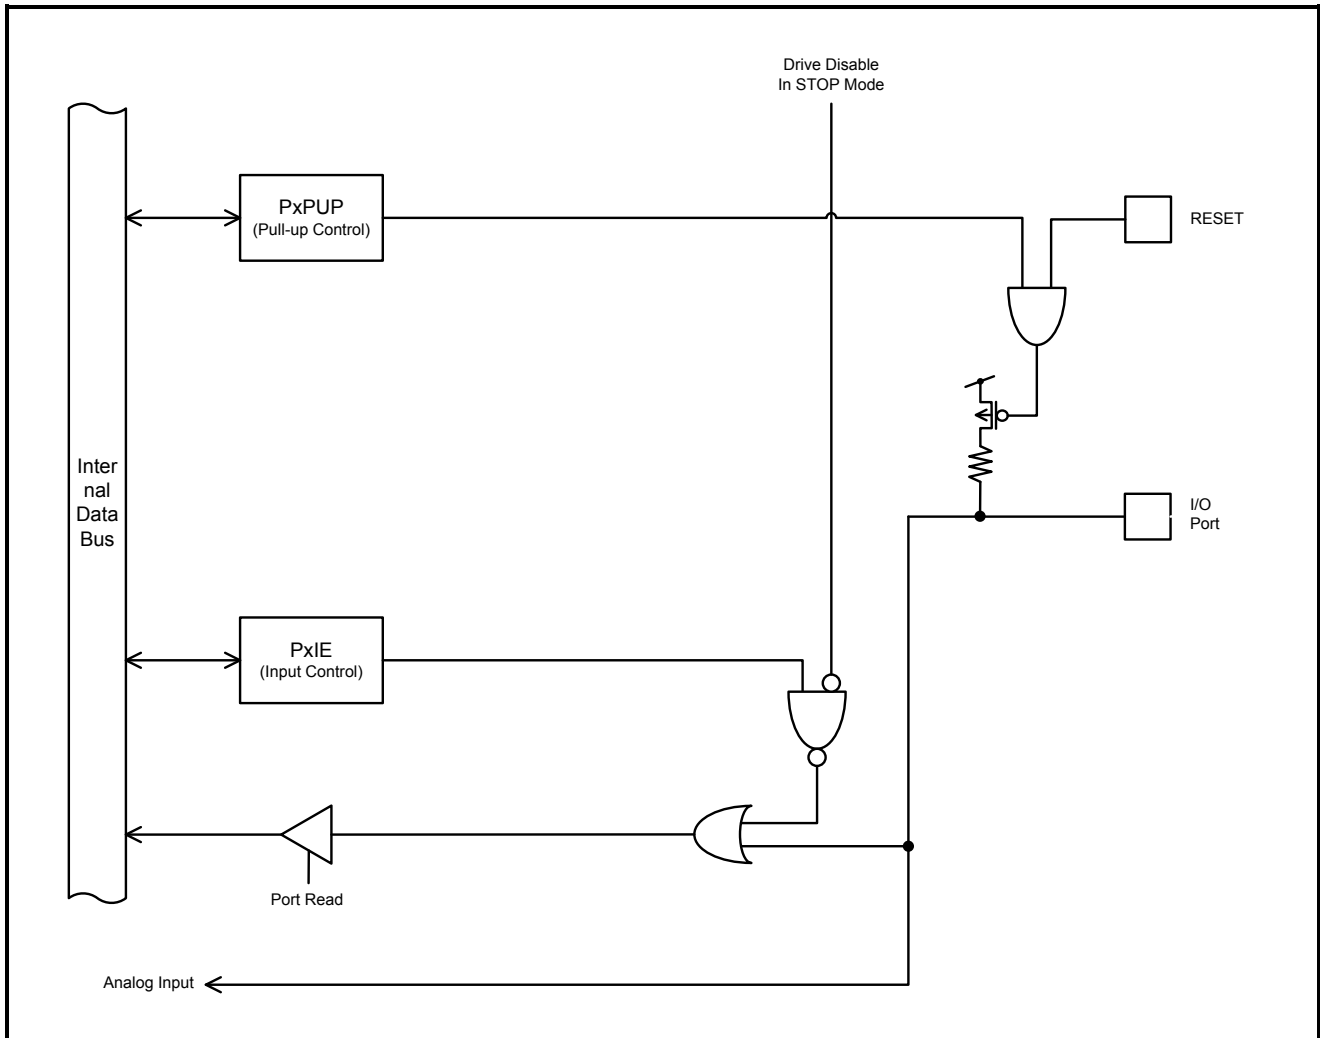 Drive Disable
In STOP Mode
PxPUP
(Pull-up Control)
RESET
Inter
nal
Data
Bus
I/O
Port
PxIE
(Input Control)
Port Read
Analog Input